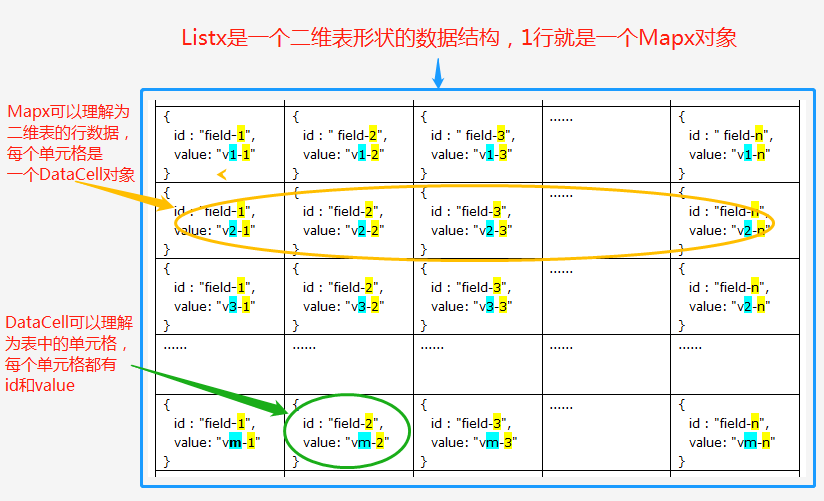 Listx是一个二维表形状的数据结构，1行就是一个Mapx对象
Mapx可以理解为
二维表的行数据，
每个单元格是
一个DataCell对象
DataCell可以理解
为表中的单元格，
每个单元格都有
id和value
{ { { ...... {
id : "field-1", id : " field-2", id : " field-3", id : " field-n",
value: "v1-1" value: "v1-2" value: "v1-3" value: "v1-n"
} } } }
{ { { ...... {
id : "field-1", id : "field-2", id : "field-3", id : "field-n",
value: "v2-1" value: "v2-2" value: "v2-3" value: "v2-n"
} } } }
{ { { ...... {
id : "field-1", id : "field-2", id : "field-3", id : "field-n",
value: "v3-1" value: "v3-2" value: "v3-3" value: "v2-n"
} } } }
...... ...... ...... ...... ......
{ { { ...... {
id : "field-1", id : "field-2", id : "field-3", id : "field-n",
value: "vm-1" value: "vm-2" value: "vm-3" value: "vm-n"
} } } }